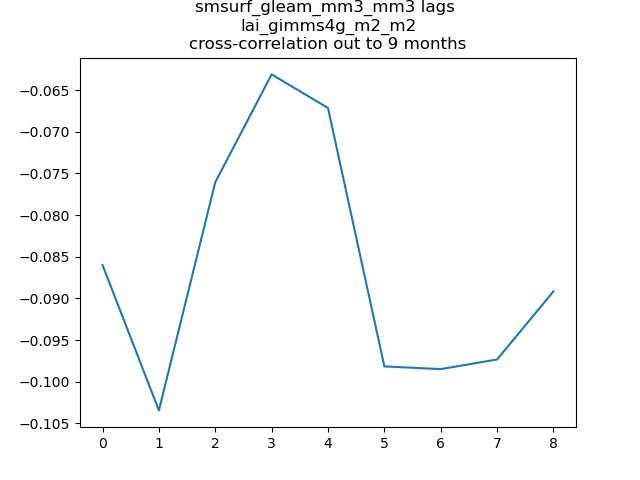 smsurf_gleam_mm3_mm3 lags
lai_gimms4g_m2_m2
cross-correlation out to 9 months
−0.065
−0.070
−0.075
−0.080
−0.085
−0.090
−0.095
−0.100
−0.105
0 1 2 3 4 5 6 7 8